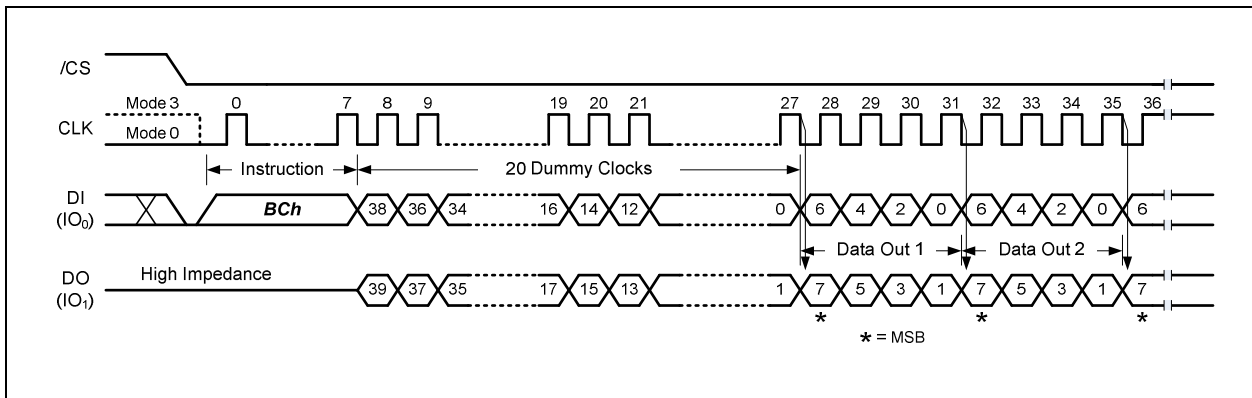 /CS
Mode 3
0 7 8 9 19 20 21 27 28 29 30 31 32 33 34 35 36
CLK
Mode 0
Instruction 20 Dummy Clocks
DI
(IO₀)
BCh 38 36 34 16 14 12 0 6 4 2 0 6 4 2 0 6
Data Out 1 Data Out 2
DO
(IO₁)
High Impedance
39 37 35 17 15 13 1 7 5 3 1 7 5 3 1 7
* * *
* = MSB